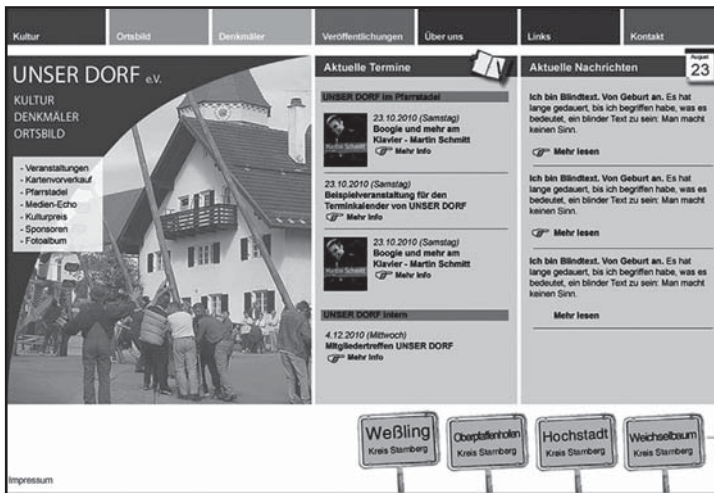 Kultur
Ortsbild
Denkmäler
Veröffentlichungen
Über uns
Links
Kontakt
UNSER DORF e.V.
KULTUR
DENKMÄLER
ORTSBILD
- Veranstaltungen
- Kartenvorverkauf
- Pfarrstadel
- Medien-Echo
- Kulturpreis
- Sponsoren
- Fotoalbum
Aktuelle Termine
UNSER DORF im Pfarrstadel
23.10.2010 (Samstag)
Boogie und mehr am
Klavier - Martin Schmitt
Mehr Info
Martin Schmitt
23.10.2010 (Samstag)
Beispielveranstaltung für den
Terminkalender von UNSER DORF
Mehr Info
23.10.2010 (Samstag)
Boogie und mehr am
Klavier - Martin Schmitt
Mehr Info
Martin Schmitt
UNSER DORF intern
4.12.2010 (Mittwoch)
Mitgliedertreffen UNSER DORF
Mehr Info
Aktuelle Nachrichten
August
23
Ich bin Blindtext. Von Geburt an. Es hat
lange gedauert, bis ich begriffen habe, was es
bedeutet, ein blinder Text zu sein: Man macht
keinen Sinn.
Mehr lesen
Ich bin Blindtext. Von Geburt an. Es hat
lange gedauert, bis ich begriffen habe, was es
bedeutet, ein blinder Text zu sein: Man macht
keinen Sinn.
Mehr lesen
Ich bin Blindtext. Von Geburt an. Es hat
lange gedauert, bis ich begriffen habe, was es
bedeutet, ein blinder Text zu sein: Man macht
keinen Sinn.
Mehr lesen
Weßling
Kreis Starnberg
Oberpfaffenhofen
Kreis Starnberg
Hochstadt
Kreis Starnberg
Weichselbaum
Kreis Starnberg
Impressum